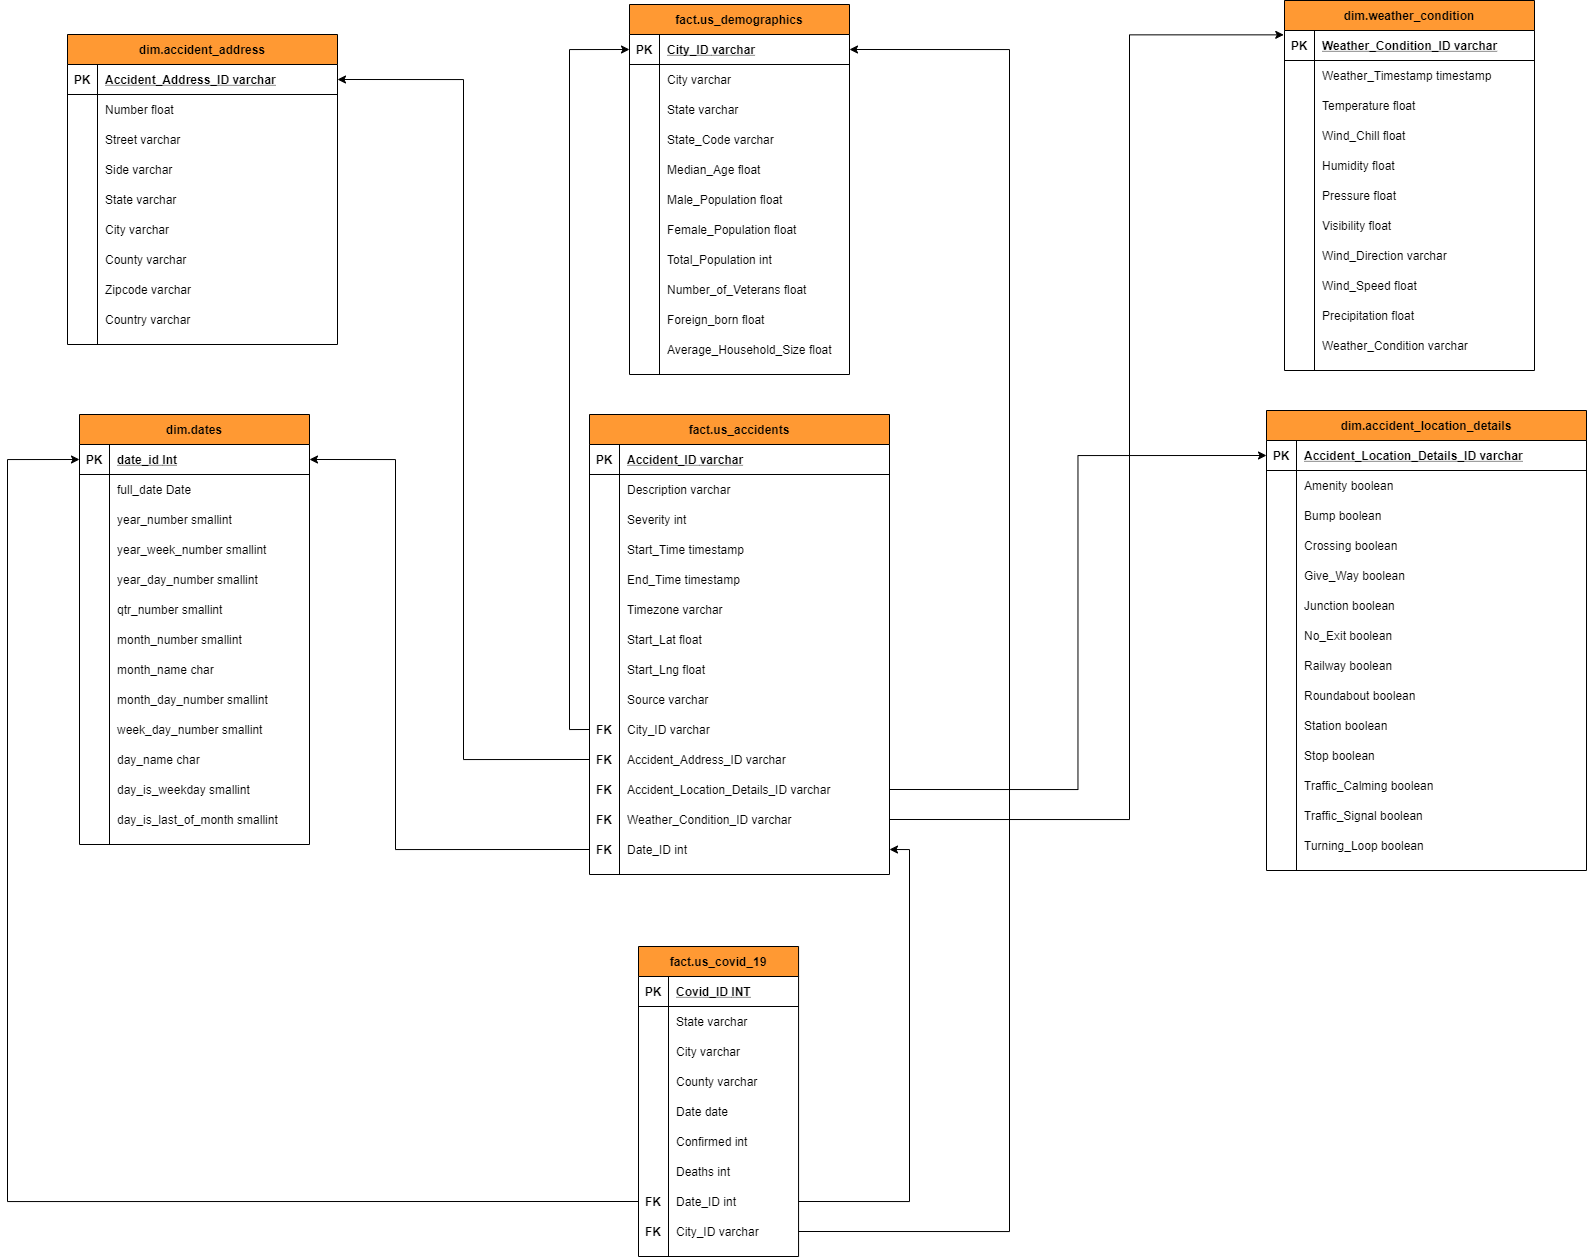 dim.accident_address
PK Accident_Address_ID varchar
Number float
Street varchar
Side varchar
State varchar
City varchar
County varchar
Zipcode varchar
Country varchar
fact.us_demographics
PK City_ID varchar
City varchar
State varchar
State_Code varchar
Median_Age float
Male_Population float
Female_Population float
Total_Population int
Number_of_Veterans float
Foreign_born float
Average_Household_Size float
dim.weather_condition
PK Weather_Condition_ID varchar
Weather_Timestamp timestamp
Temperature float
Wind_Chill float
Humidity float
Pressure float
Visibility float
Wind_Direction varchar
Wind_Speed float
Precipitation float
Weather_Condition varchar
dim.dates
PK date_id Int
full_date Date
year_number smallint
year_week_number smallint
year_day_number smallint
qtr_number smallint
month_number smallint
month_name char
month_day_number smallint
week_day_number smallint
day_name char
day_is_weekday smallint
day_is_last_of_month smallint
fact.us_accidents
PK Accident_ID varchar
Description varchar
Severity int
Start_Time timestamp
End_Time timestamp
Timezone varchar
Start_Lat float
Start_Lng float
Source varchar
FK City_ID varchar
FK Accident_Address_ID varchar
FK Accident_Location_Details_ID varchar
FK Weather_Condition_ID varchar
FK Date_ID int
dim.accident_location_details
PK Accident_Location_Details_ID varchar
Amenity boolean
Bump boolean
Crossing boolean
Give_Way boolean
Junction boolean
No_Exit boolean
Railway boolean
Roundabout boolean
Station boolean
Stop boolean
Traffic_Calming boolean
Traffic_Signal boolean
Turning_Loop boolean
fact.us_covid_19
PK Covid_ID INT
State varchar
City varchar
County varchar
Date date
Confirmed int
Deaths int
FK Date_ID int
FK City_ID varchar